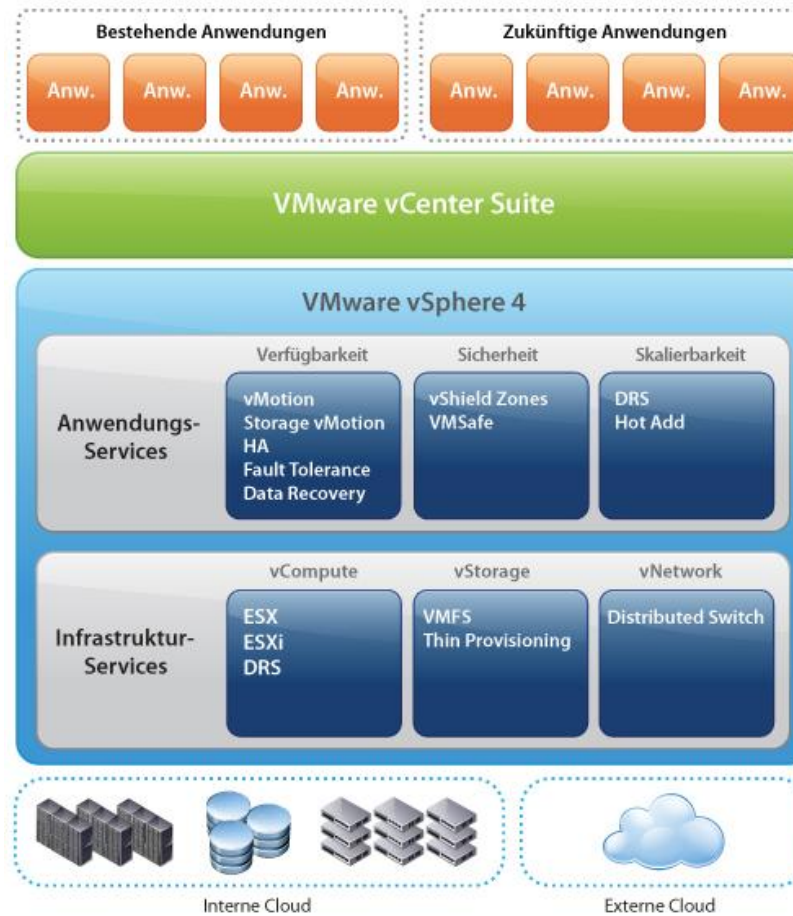 Bestehende Anwendungen
Zukünftige Anwendungen
Anw.
Anw.
Anw.
Anw.
Anw.
Anw.
Anw.
Anw.
VMware vCenter Suite
VMware vSphere 4
Anwendungs-
Services
Verfügbarkeit
vMotion
Storage vMotion
HA
Fault Tolerance
Data Recovery
Sicherheit
vShield Zones
VMSafe
Skalierbarkeit
DRS
Hot Add
Infrastruktur-
Services
vCompute
ESX
ESXi
DRS
vStorage
VMFS
Thin Provisioning
vNetwork
Distributed Switch
Interne Cloud
Externe Cloud